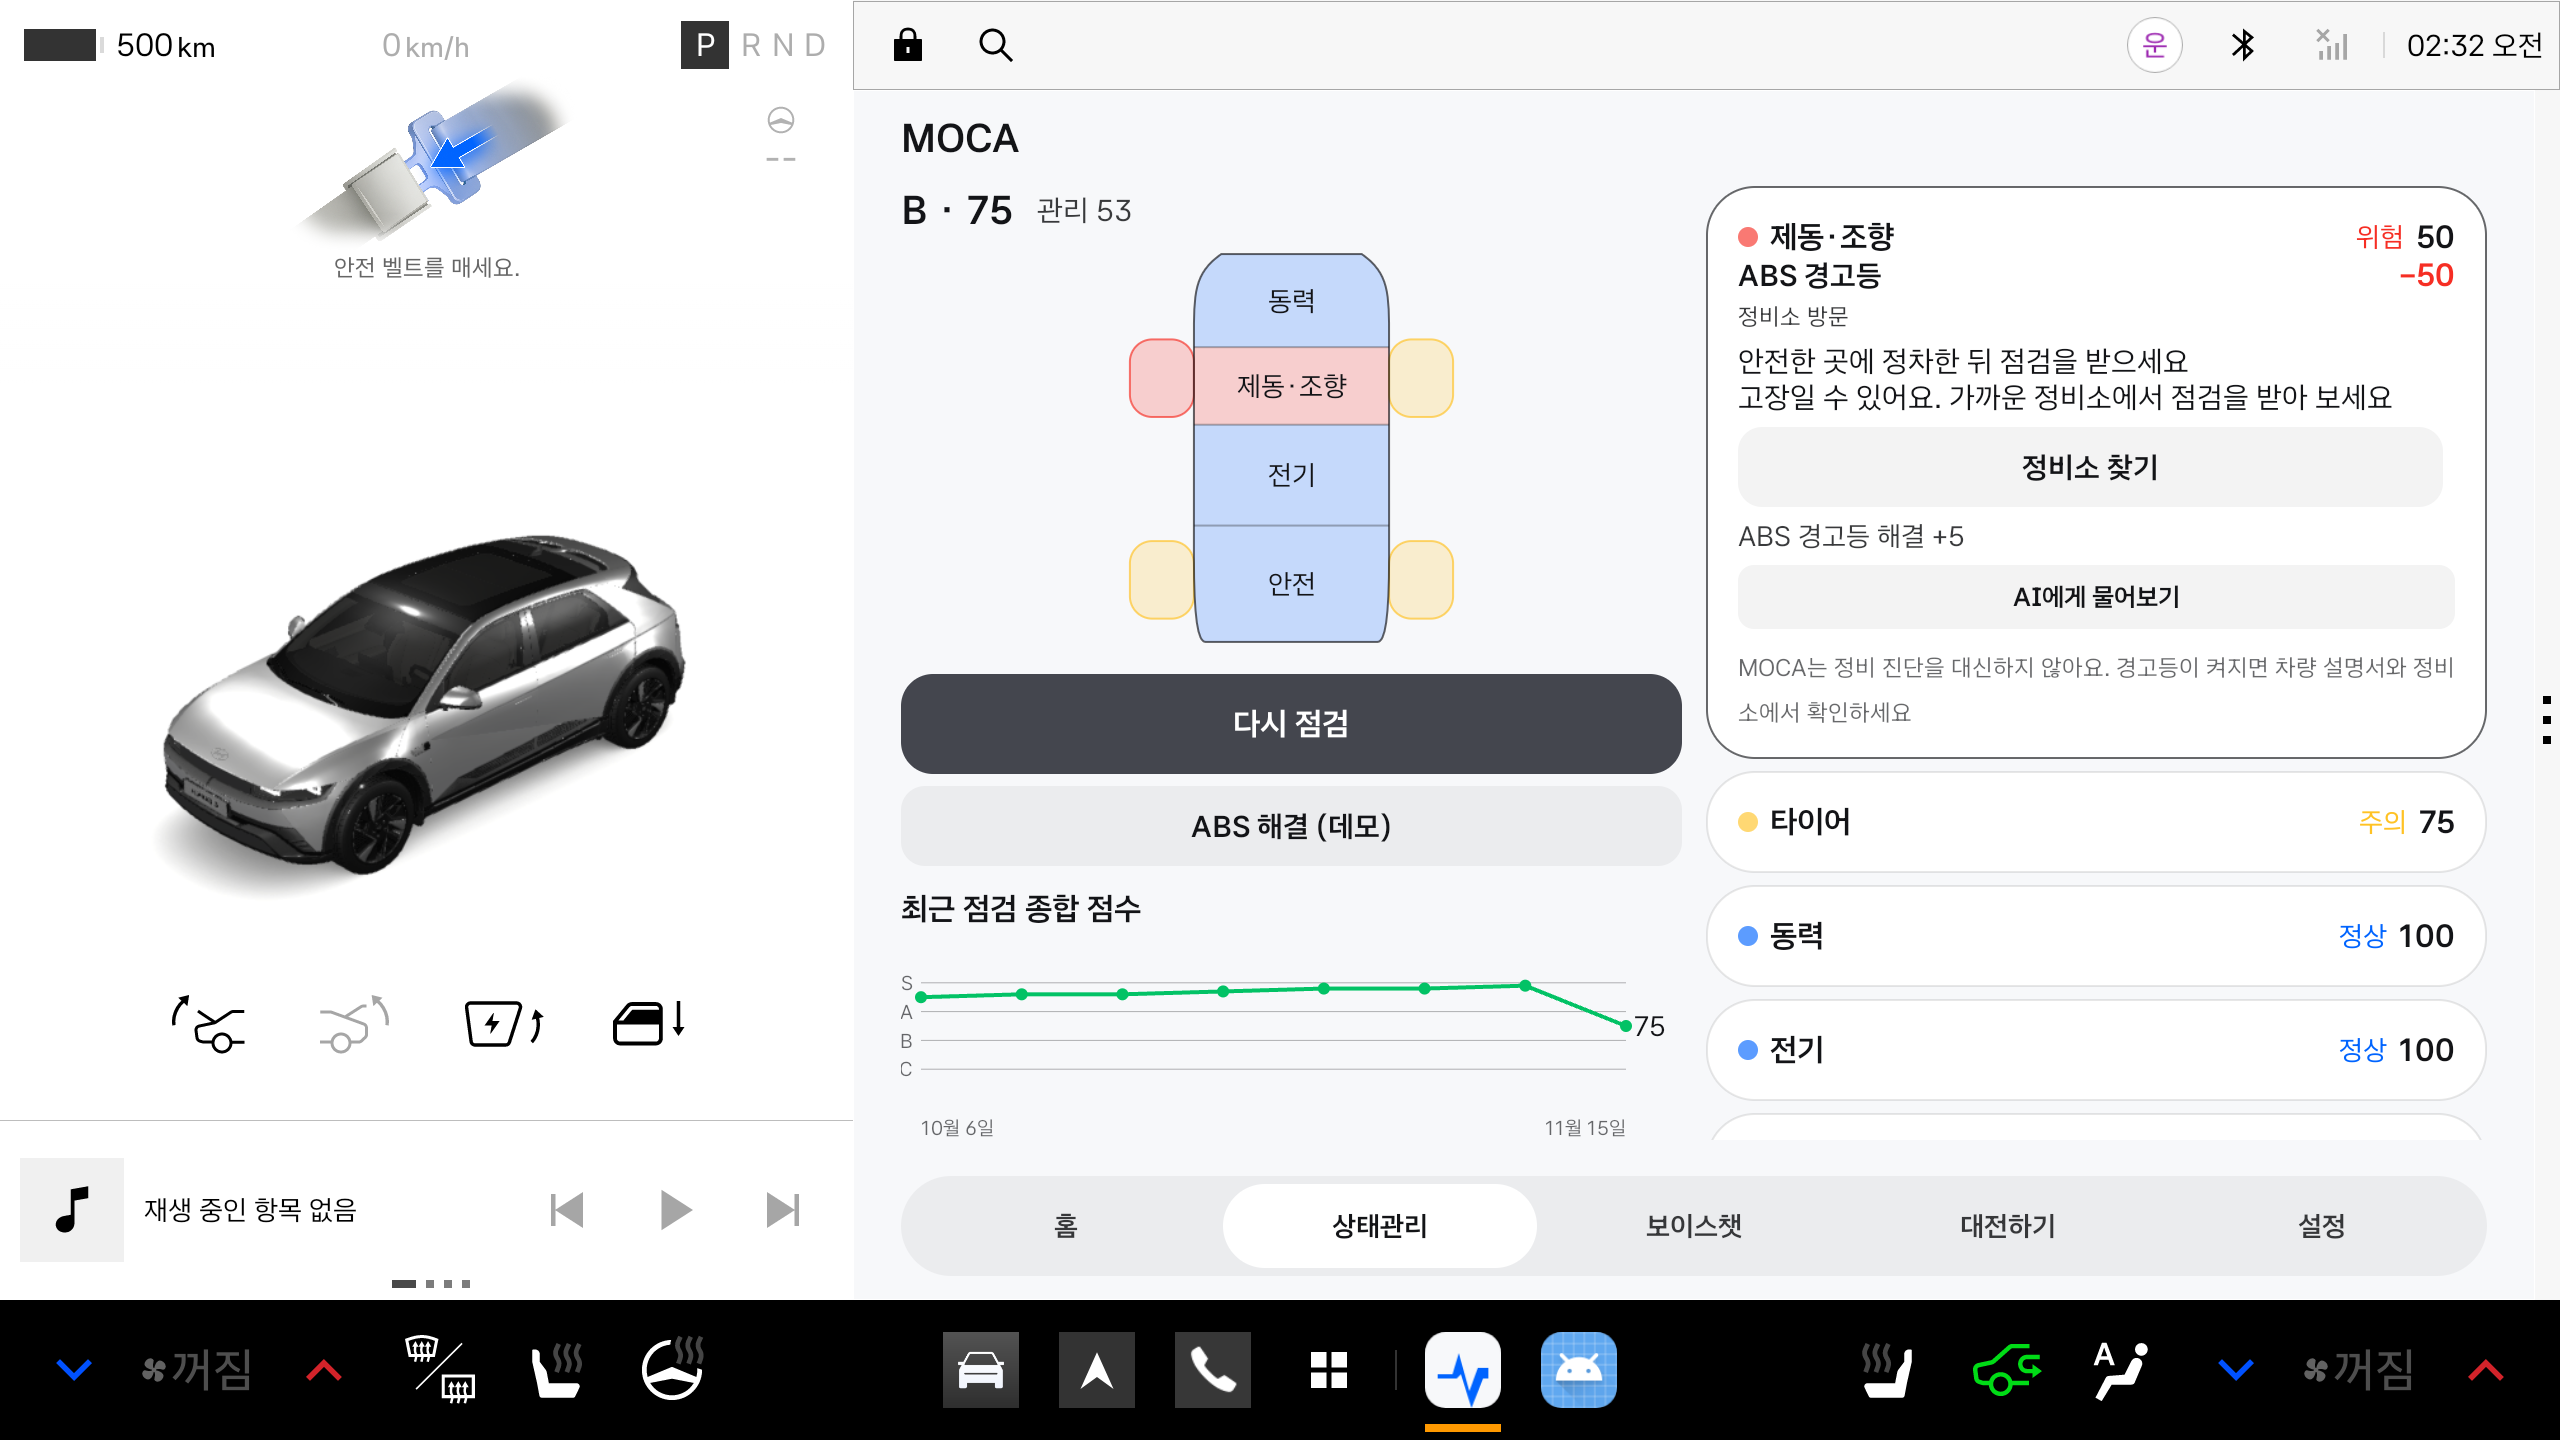 500 km
0 km/h
P R N D
안전 벨트를 매세요.
재생 중인 항목 없음
운
02:32 오전
MOCA
B · 75 관리 53
동력
제동·조향
전기
안전
다시 점검
ABS 해결 (데모)
최근 점검 종합 점수
S
A
B
C
75
10월 6일
11월 15일
제동·조향 위험 50
ABS 경고등 −50
정비소 방문
안전한 곳에 정차한 뒤 점검을 받으세요
고장일 수 있어요. 가까운 정비소에서 점검을 받아 보세요
정비소 찾기
ABS 경고등 해결 +5
AI에게 물어보기
MOCA는 정비 진단을 대신하지 않아요. 경고등이 켜지면 차량 설명서와 정비
소에서 확인하세요
타이어 주의 75
동력 정상 100
전기 정상 100
홈 상태관리 보이스챗 대전하기 설정
꺼짐
A
꺼짐